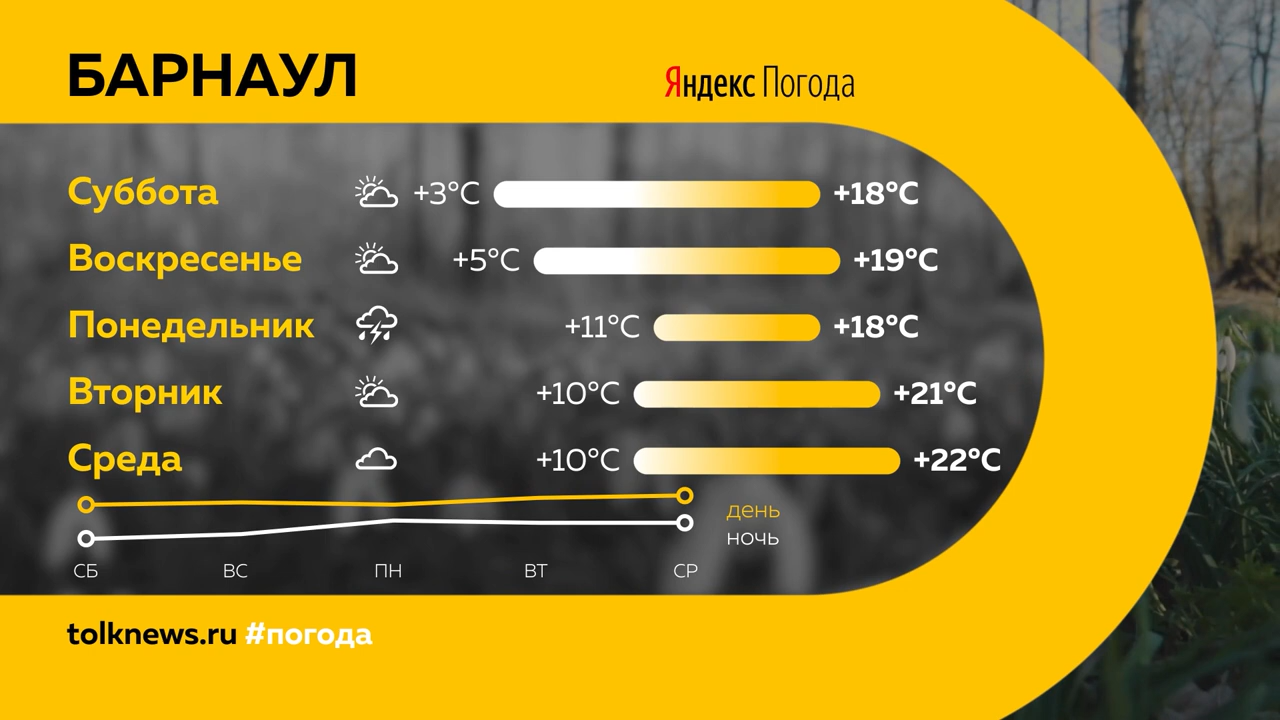 БАРНАУЛ
Яндекс Погода
Суббота +3°C +18°C
Воскресенье +5°C +19°C
Понедельник +11°C +18°C
Вторник +10°C +21°C
Среда +10°C +22°C
день
ночь
СБ ВС ПН ВТ СР
tolknews.ru #погода